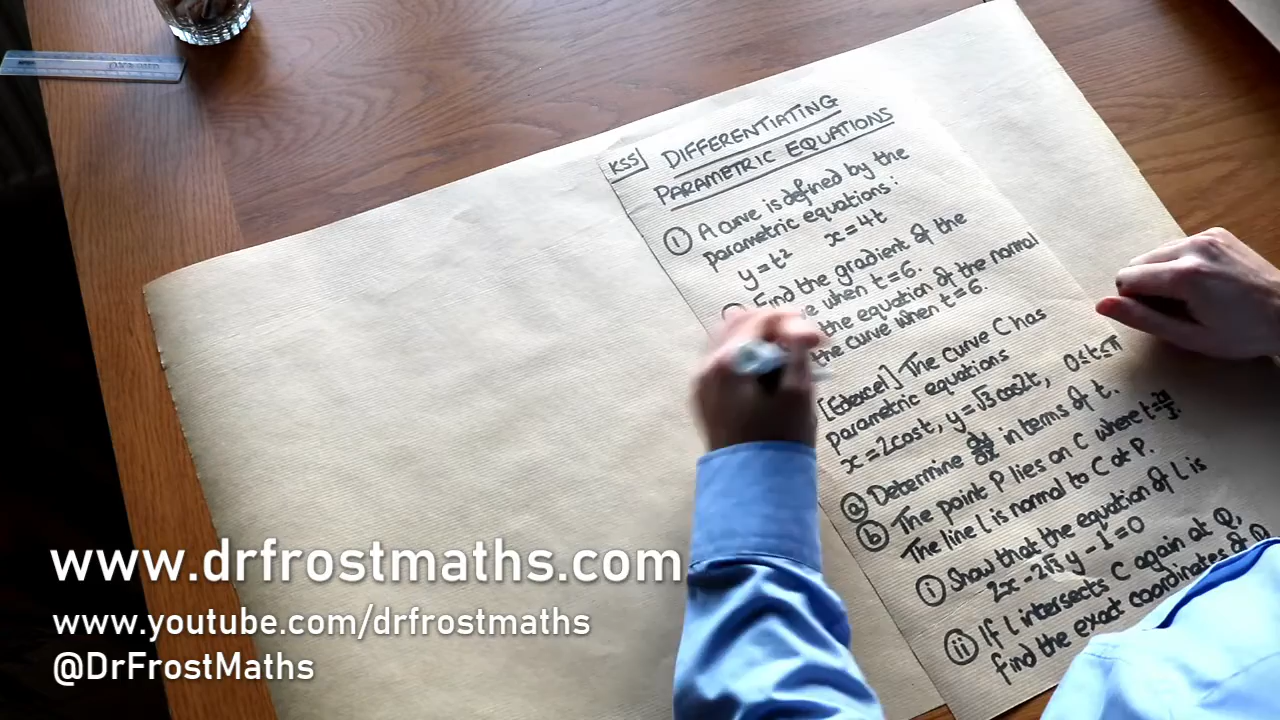 KS5
DIFFERENTIATING
PARAMETRIC EQUATIONS
① A curve is defined by the
parametric equations:
y=t² x=4t
Find the gradient of the
when t=6.
the equation of the normal
the curve when t=6.
[Edexcel] The curve C has
parametric equations
x=2cost, y=√3cos2t, 0≤t≤π
ⓐ Determine dy/dx in terms of t.
ⓑ The point P lies on C where t=2π/3.
The line l is normal to C at P.
ⓘ Show that the equation of l is
2x-2√3y-1=0
ⓘⓘ If l intersects C again at Q,
find the exact coordinates of Q
www.drfrostmaths.com
www.youtube.com/drfrostmaths
@DrFrostMaths